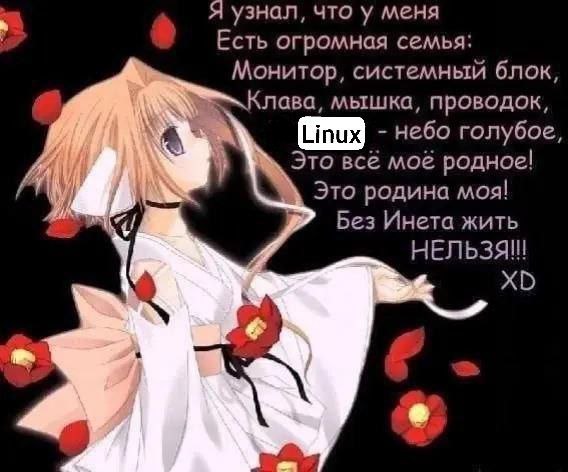 Я узнал, что у меня
Есть огромная семья:
Монитор, системный блок,
Клава, мышка, проводок,
Linux - небо голубое,
Это всё моё родное!
Это родина моя!
Без Инета жить
НЕЛЬЗЯ!!!
XD